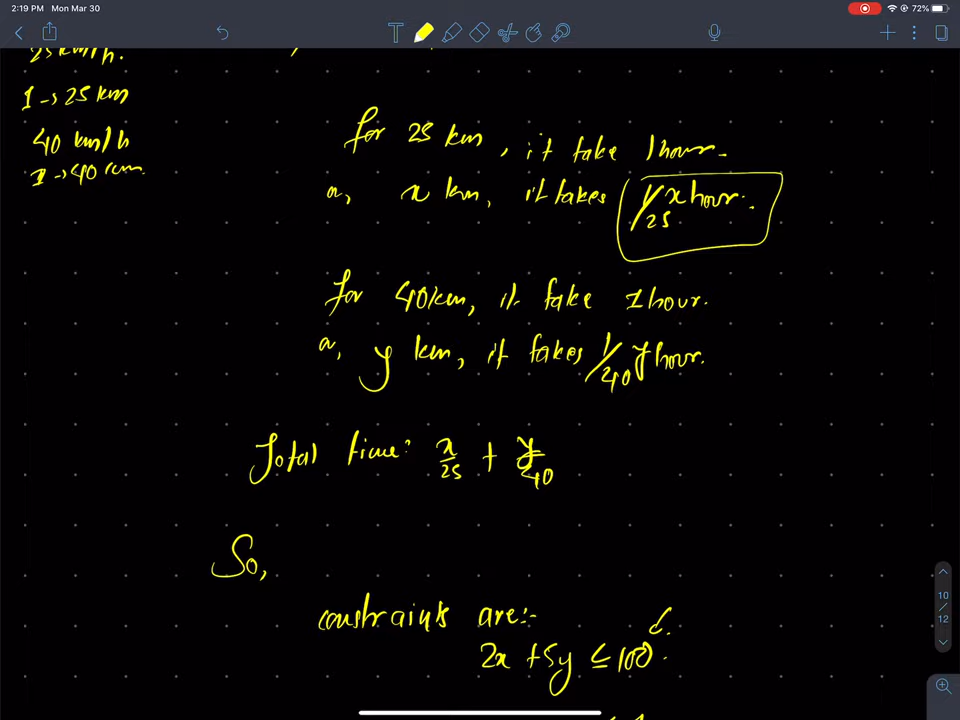 2:19 PM Mon Mar 30
72%
25 km/h.
1 → 25 km
40 km/h
1 → 40 km.
for 25 km, it take 1 hour.
x km, it takes 1/25 x hour.
for 40 km, it take 1 hour.
y km, it takes 1/40 y hour.
Total time: x/25 + y/40
So,
constraints are:-
2x + 5y ≤ 100
10
/
12